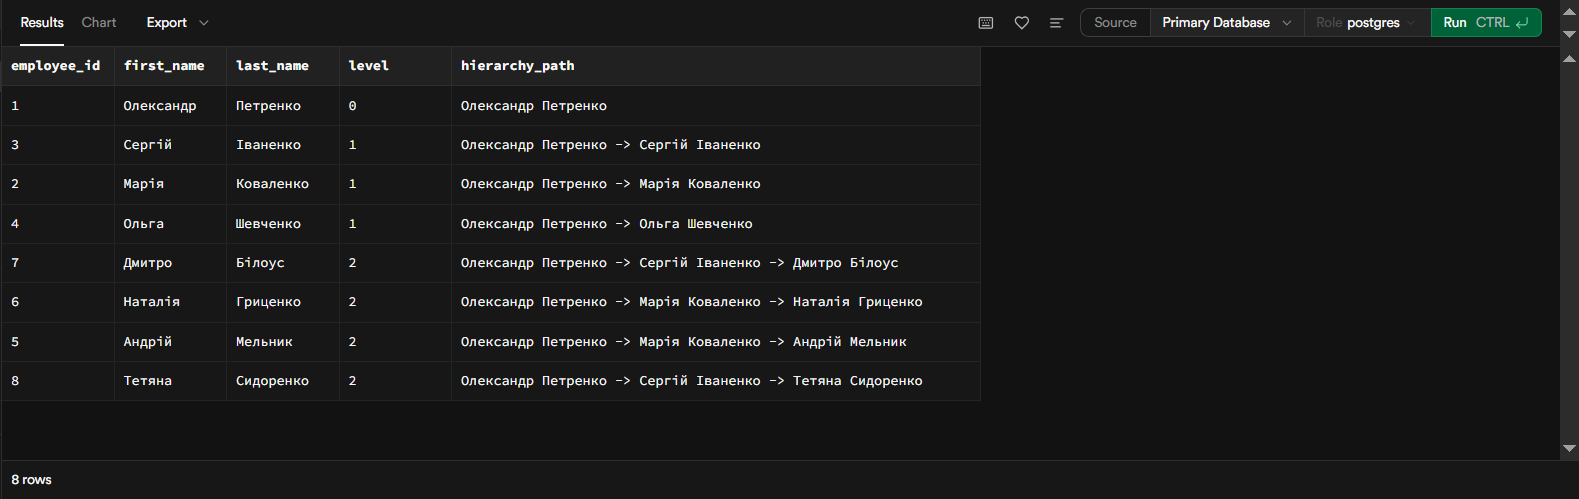 Results Chart Export Source Primary Database Role postgres Run CTRL
employee_id first_name last_name level hierarchy_path
1 Олександр Петренко 0 Олександр Петренко
3 Сергій Іваненко 1 Олександр Петренко -> Сергій Іваненко
2 Марія Коваленко 1 Олександр Петренко -> Марія Коваленко
4 Ольга Шевченко 1 Олександр Петренко -> Ольга Шевченко
7 Дмитро Білоус 2 Олександр Петренко -> Сергій Іваненко -> Дмитро Білоус
6 Наталія Гриценко 2 Олександр Петренко -> Марія Коваленко -> Наталія Гриценко
5 Андрій Мельник 2 Олександр Петренко -> Марія Коваленко -> Андрій Мельник
8 Тетяна Сидоренко 2 Олександр Петренко -> Сергій Іваненко -> Тетяна Сидоренко
8 rows